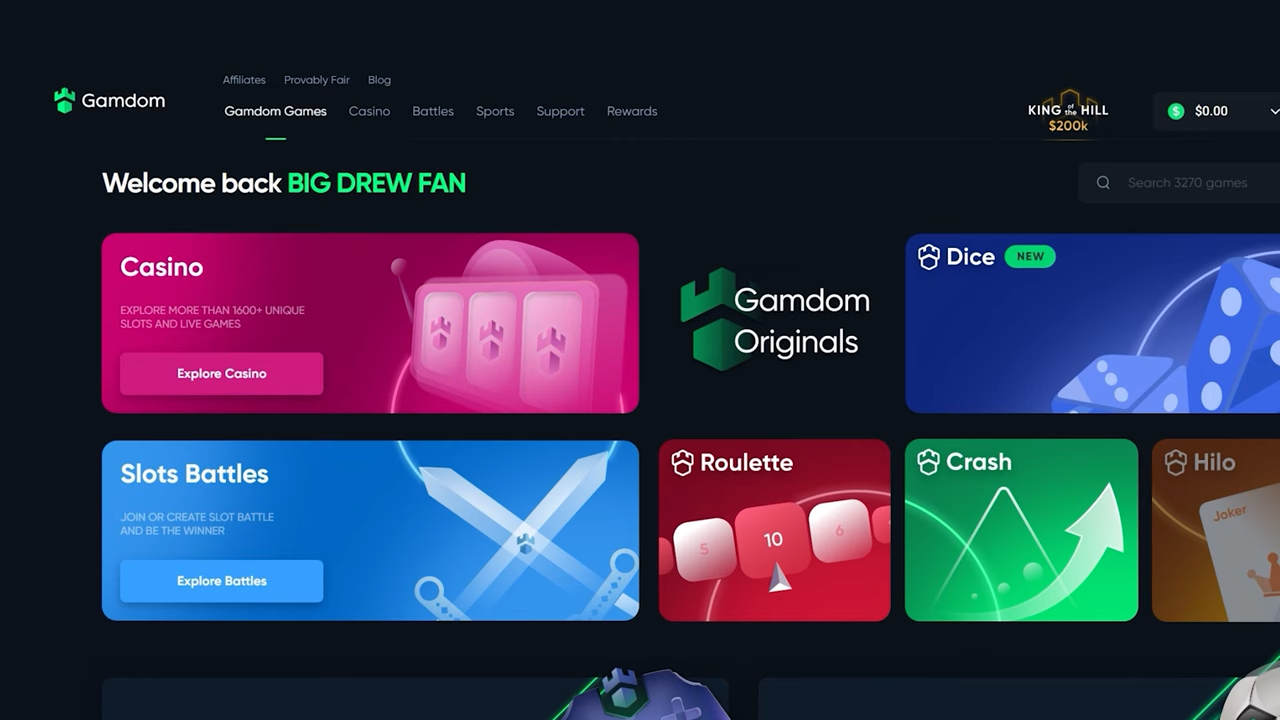 Affiliates Provably Fair Blog
Gamdom
Gamdom Games Casino Battles Sports Support Rewards
KING of the HILL
$200k
$ $0.00
Welcome back BIG DREW FAN
Search 3270 games
Casino
EXPLORE MORE THAN 1600+ UNIQUE
SLOTS AND LIVE GAMES
Explore Casino
Gamdom
Originals
Dice NEW
Slots Battles
JOIN OR CREATE SLOT BATTLE
AND BE THE WINNER
Explore Battles
Roulette
5 10 6
Crash
Hilo
Joker